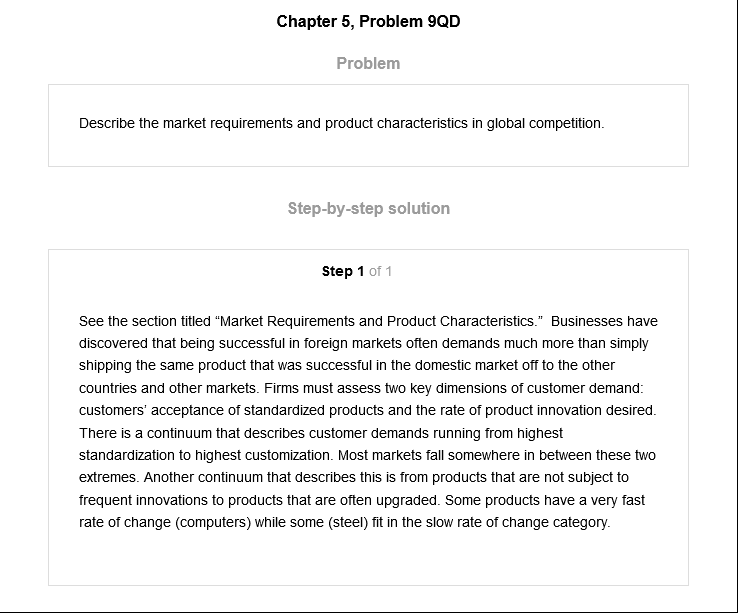 Chapter 5, Problem 9QD
Problem
Describe the market requirements and product characteristics in global competition.
Step-by-step solution
Step 1 of 1
See the section titled “Market Requirements and Product Characteristics.”  Businesses have
discovered that being successful in foreign markets often demands much more than simply
shipping the same product that was successful in the domestic market off to the other
countries and other markets. Firms must assess two key dimensions of customer demand:
customers’ acceptance of standardized products and the rate of product innovation desired.
There is a continuum that describes customer demands running from highest
standardization to highest customization. Most markets fall somewhere in between these two
extremes. Another continuum that describes this is from products that are not subject to
frequent innovations to products that are often upgraded. Some products have a very fast
rate of change (computers) while some (steel) fit in the slow rate of change category.